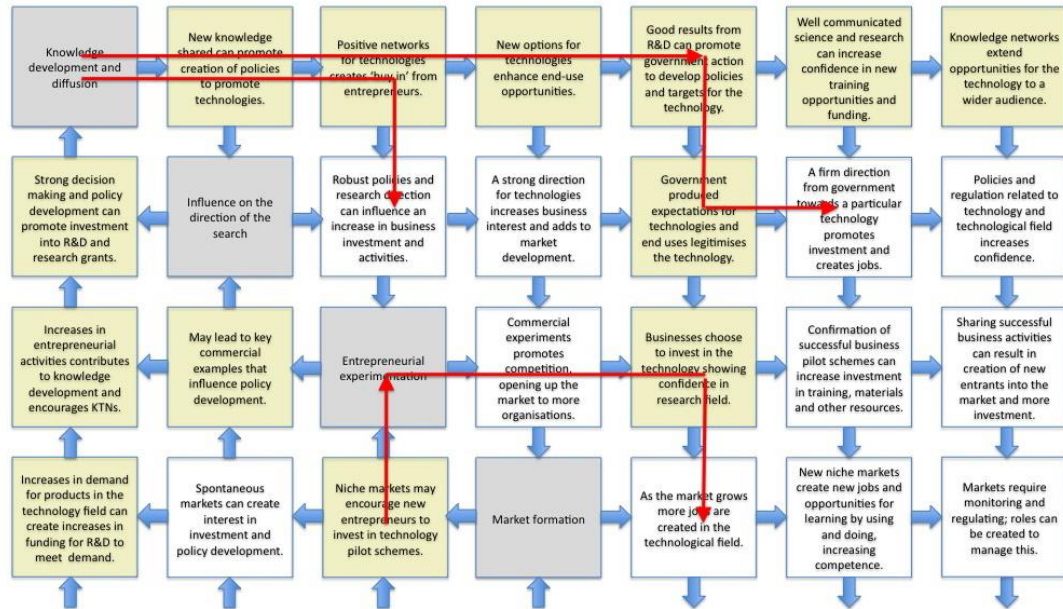 Knowledge
development and
diffusion
New knowledge
shared can promote
creation of policies
to promote
technologies.
Positive networks
for technologies
creates 'buy in' from
entrepreneurs.
New options for
technologies
enhance end-use
opportunities.
Good results from
R&D can promote
government action
to develop policies
and targets for the
technology.
Well communicated
science and research
can increase
confidence in new
training
opportunities and
funding.
Knowledge networks
extend
opportunities for the
technology to a
wider audience.
Strong decision
making and policy
development can
promote investment
into R&D and
research grants.
Influence on the
direction of the
search
Robust policies and
research direction
can influence an
increase in business
investment and
activities.
A strong direction
for technologies
increases business
interest and adds to
market
development.
Government
produced
expectations for
technologies and
end uses legitimises
the technology.
A firm direction
from government
towards a particular
technology
promotes
investment and
creates jobs.
Policies and
regulation related to
technology and
technological field
increases
confidence.
Increases in
entrepreneurial
activities contributes
to knowledge
development and
encourages KTNs.
May lead to key
commercial
examples that
influence policy
development.
Entrepreneurial
experimentation
Commercial
experiments
promotes
competition,
opening up the
market to more
organisations.
Businesses choose
to invest in the
technology showing
confidence in
research field.
Confirmation of
successful business
pilot schemes can
increase investment
in training, materials
and other resources.
Sharing successful
business activities
can result in
creation of new
entrants into the
market and more
investment.
Increases in demand
for products in the
technology field can
create increases in
funding for R&D to
meet demand.
Spontaneous
markets can create
interest in
investment and
policy development.
Niche markets may
encourage new
entrepreneurs to
invest in technology
pilot schemes.
Market formation
As the market grows
more jobs are
created in the
technological field.
New niche markets
create new jobs and
opportunities for
learning by using
and doing,
increasing
competence.
Markets require
monitoring and
regulating; roles can
be created to
manage this.